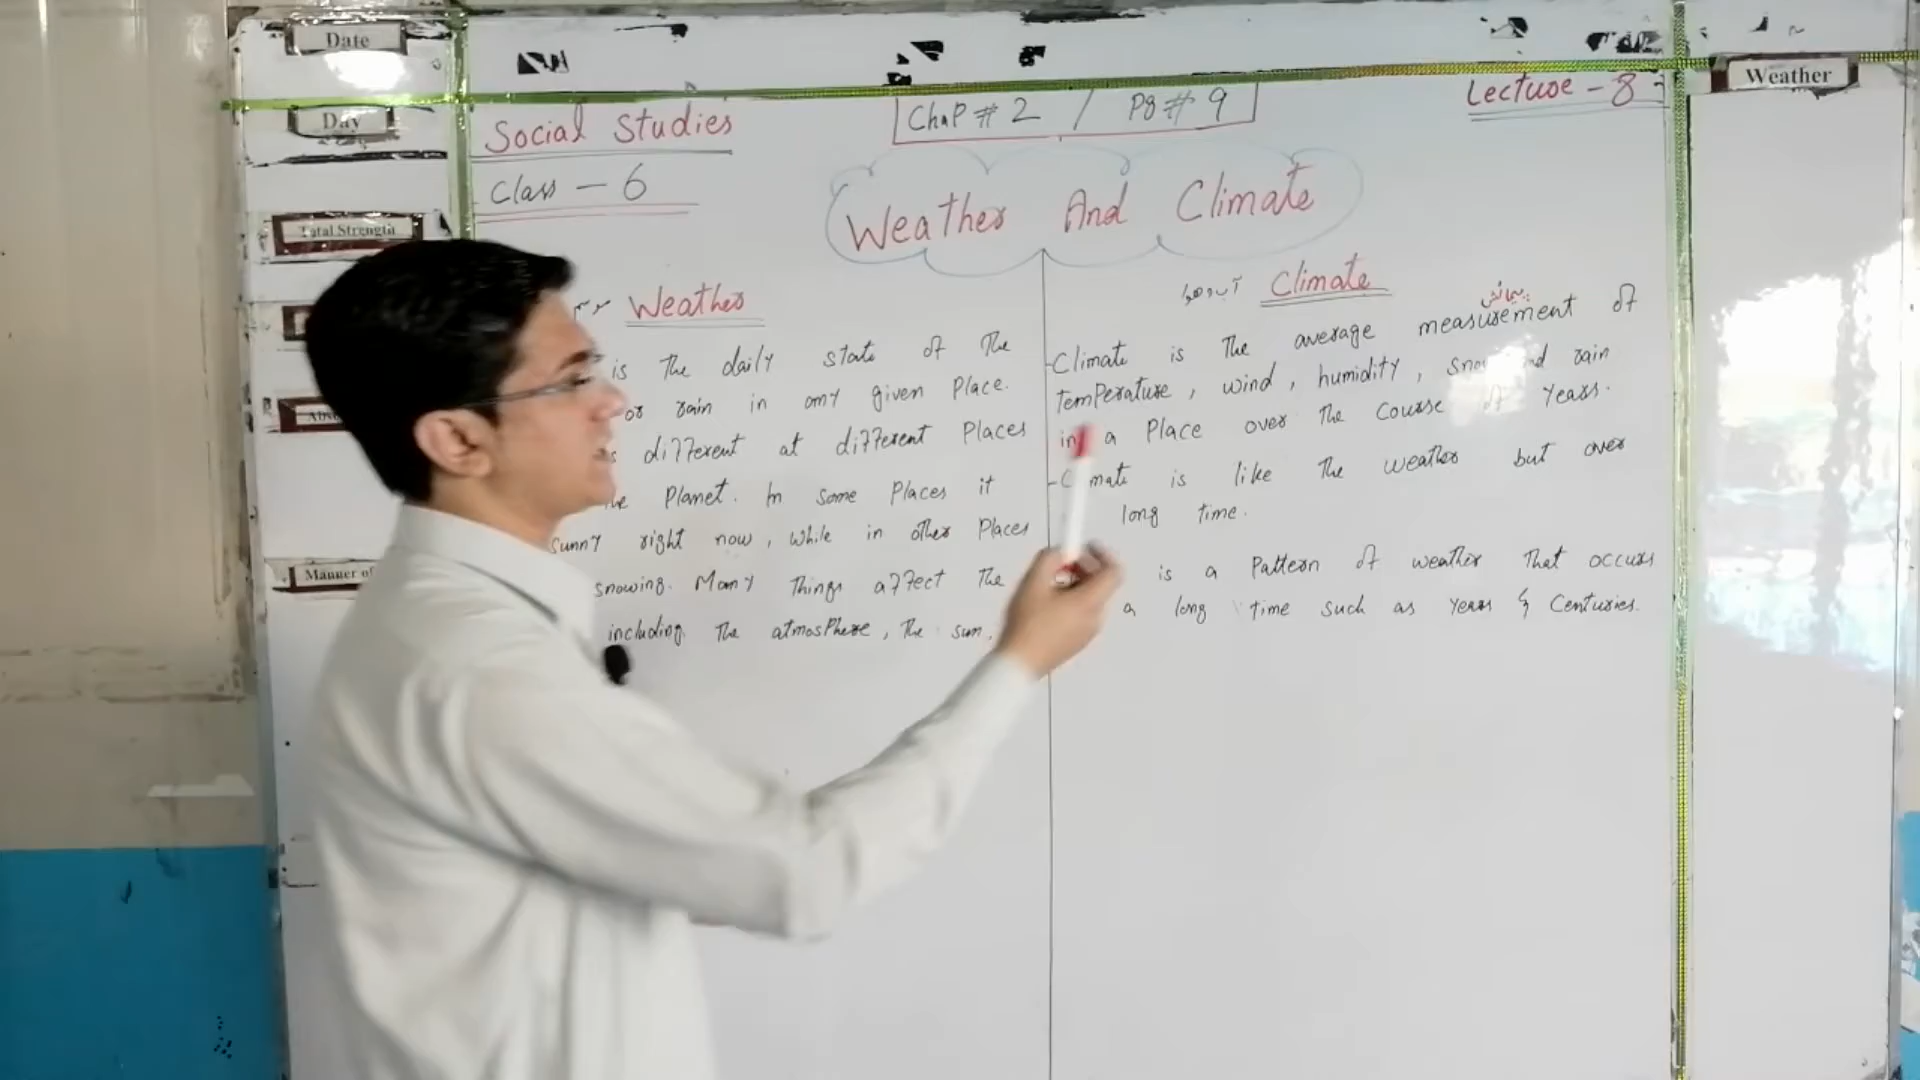 Date
Day
Total Strength
Manner of
Weather
Social Studies
Class - 6
Chap # 2 / Pg # 9
Lecture - 8
Weather And Climate
موسم Weather
is the daily state of the
or rain in any given place.
different at different places
Planet. In some places it
sunny right now, while in other places
snowing. Many things affect the
including the atmosphere, the sun,
آب و ہوا Climate
پیمائش
- Climate is the average measurement of
temperature, wind, humidity, rain
in a place over the course of years.
is like the weather but over
long time.
is a pattern of weather that occurs
a long time such as years & centuries.